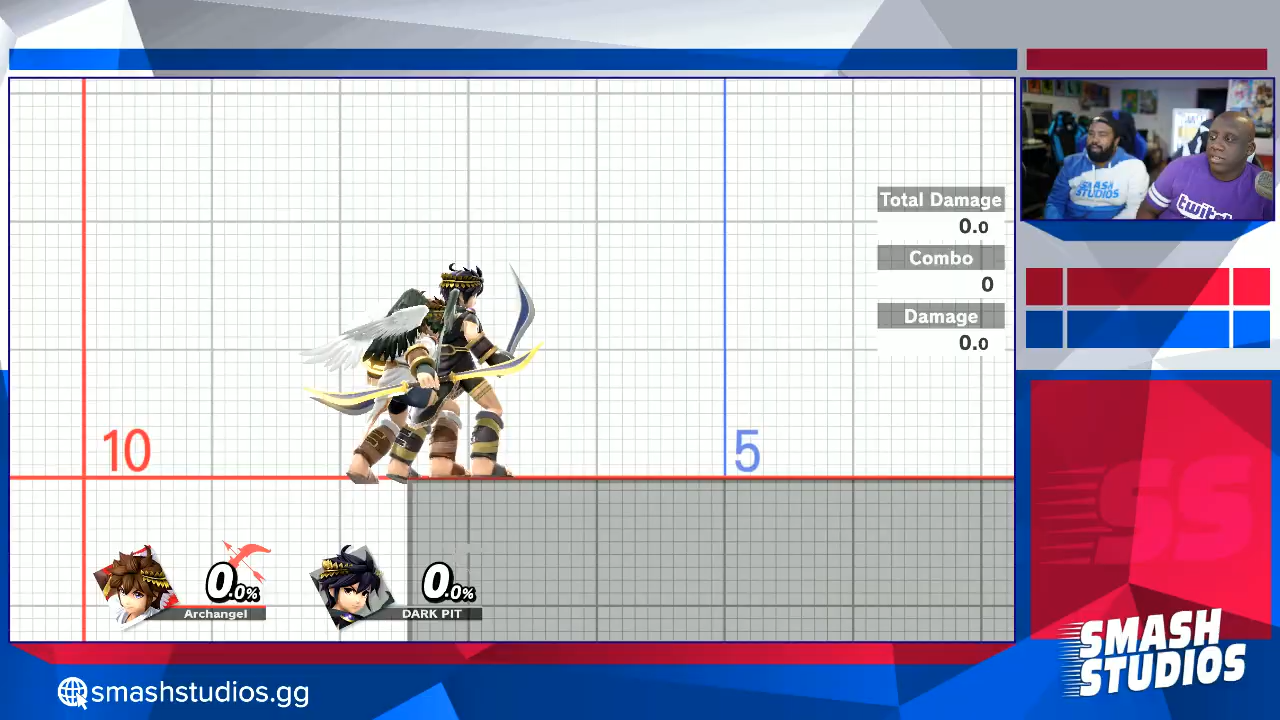 Total Damage
0.0
Combo
0
Damage
0.0
10
5
0.0%
Archangel
0.0%
DARK PIT
SMASH
STUDIOS
twitch
SS
SMASH
STUDIOS
smashstudios.gg